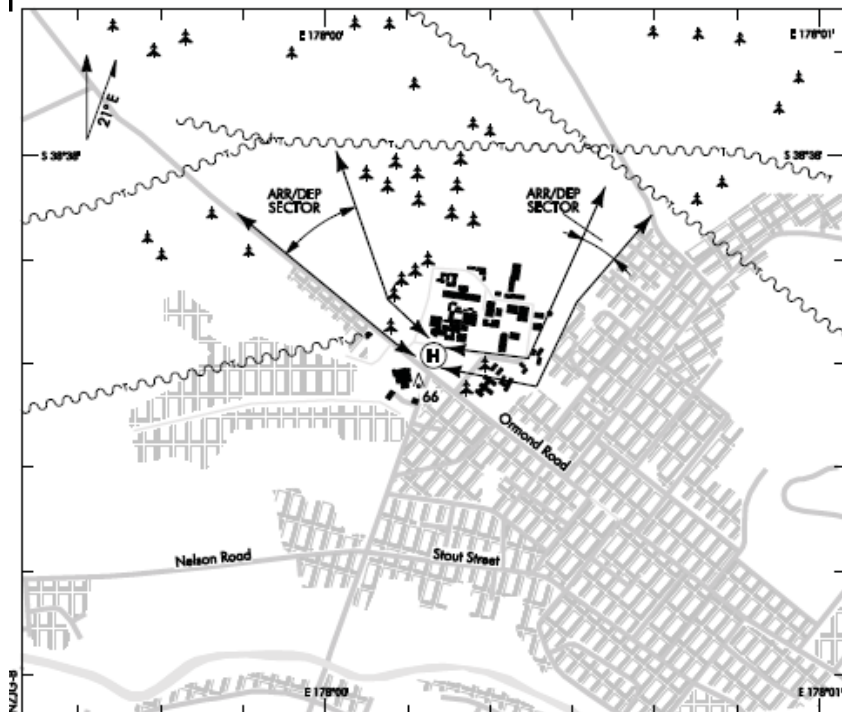 E 178°00'
E 178°01'
21° E
S 38°38'
S 38°38'
ARR/DEP
SECTOR
ARR/DEP
SECTOR
H
66
Ormond Road
Nelson Road
Stout Street
E 178°00'
E 178°01'